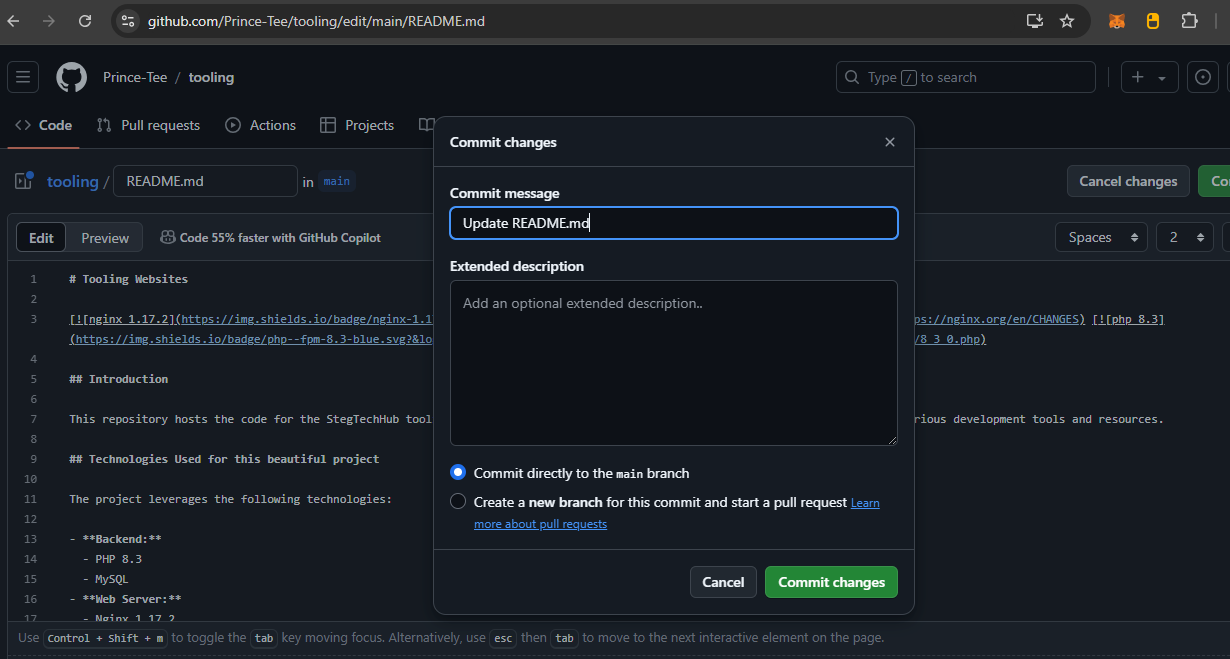 github.com/Prince-Tee/tooling/edit/main/README.md
Prince-Tee / tooling
Type / to search
Code Pull requests Actions Projects
tooling / README.md in main
Cancel changes
Edit Preview Code 55% faster with GitHub Copilot
Spaces 2
1 # Tooling Websites
2
3 [![nginx 1.17.2](https://img.shields.io/badge/nginx-1.1
ps://nginx.org/en/CHANGES) [![php 8.3]
(https://img.shields.io/badge/php--fpm-8.3-blue.svg?&lo
/8_3_0.php)
4
5 ## Introduction
6
7 This repository hosts the code for the StegTechHub tool
rious development tools and resources.
8
9 ## Technologies Used for this beautiful project
10
11 The project leverages the following technologies:
12
13 - **Backend:**
14 - PHP 8.3
15 - MySQL
16 - **Web Server:**
17 - Nginx 1.17.2
Use Control + Shift + m to toggle the tab key moving focus. Alternatively, use esc then tab to move to the next interactive element on the page.
Commit changes
Commit message
Update README.md
Extended description
Add an optional extended description..
Commit directly to the main branch
Create a new branch for this commit and start a pull request Learn
more about pull requests
Cancel Commit changes